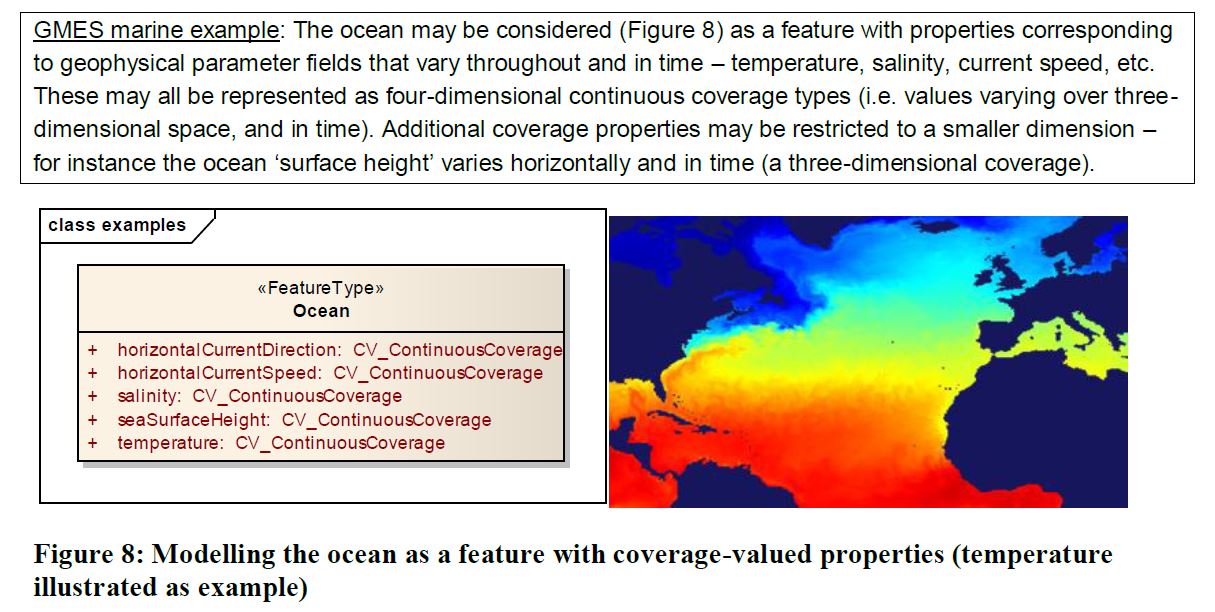 GMES marine example: The ocean may be considered (Figure 8) as a feature with properties corresponding
to geophysical parameter fields that vary throughout and in time – temperature, salinity, current speed, etc.
These may all be represented as four-dimensional continuous coverage types (i.e. values varying over three-
dimensional space, and in time). Additional coverage properties may be restricted to a smaller dimension –
for instance the ocean ‘surface height’ varies horizontally and in time (a three-dimensional coverage).
class examples
«FeatureType»
Ocean
+ horizontalCurrentDirection: CV_ContinuousCoverage
+ horizontalCurrentSpeed: CV_ContinuousCoverage
+ salinity: CV_ContinuousCoverage
+ seaSurfaceHeight: CV_ContinuousCoverage
+ temperature: CV_ContinuousCoverage
Figure 8: Modelling the ocean as a feature with coverage-valued properties (temperature
illustrated as example)